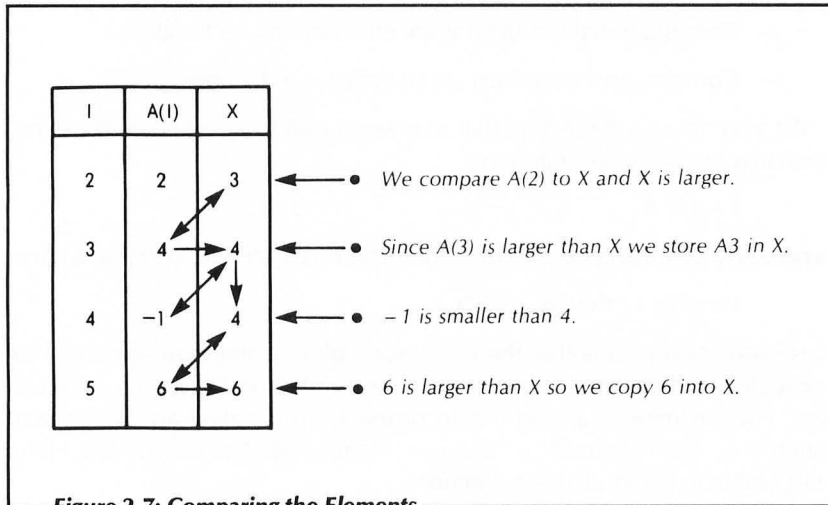 I A(I) X
2 2 3 We compare A(2) to X and X is larger.
3 4 4 Since A(3) is larger than X we store A3 in X.
4 −1 4 − 1 is smaller than 4.
5 6 6 6 is larger than X so we copy 6 into X.
Figure 2-7: Comparing the Elements